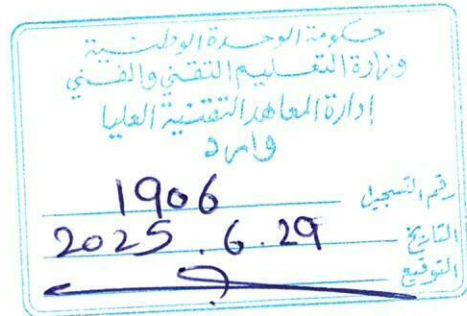 حكومة الوحدة الوطنية
وزارة التعليم التقني والفني
إدارة المعاهد التقنية العليا
وارد
رقم التسجيل 1906
التاريخ 2025.6.29
التوقيع